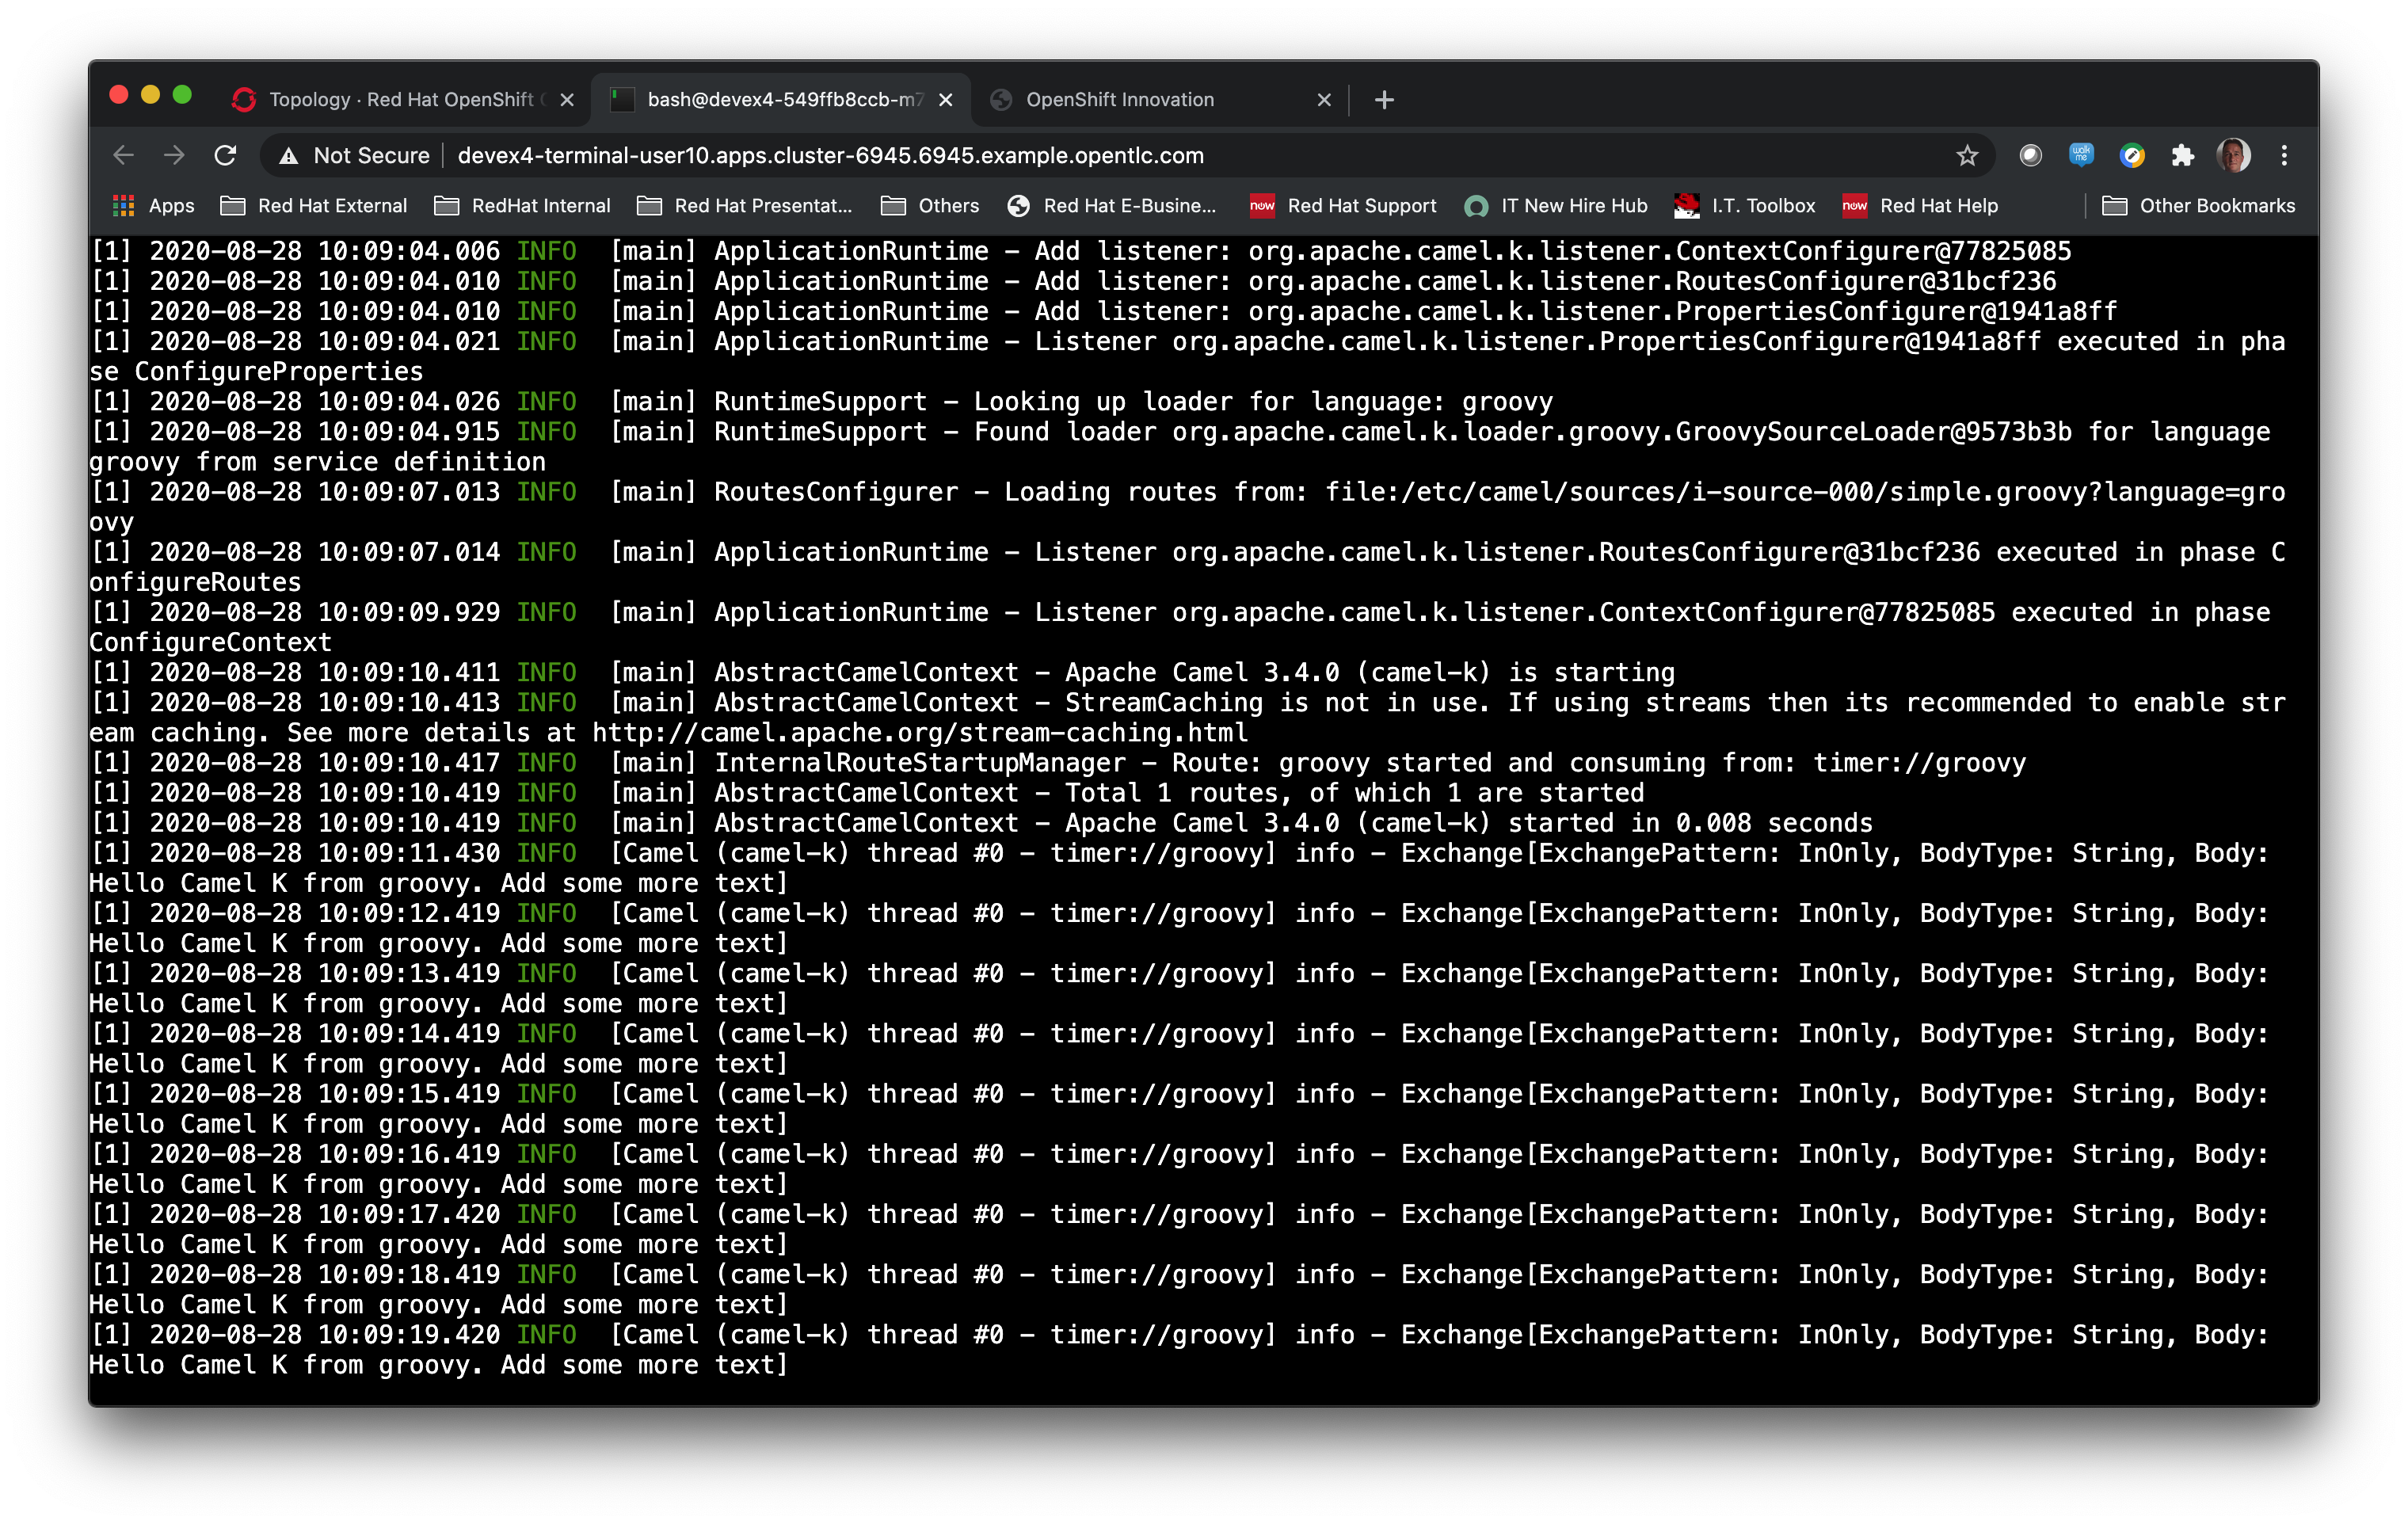 Topology · Red Hat OpenShift
bash@devex4-549ffb8ccb-m7
OpenShift Innovation
Not Secure
devex4-terminal-user10.apps.cluster-6945.6945.example.opentlc.com
walk me
Apps
Red Hat External
RedHat Internal
Red Hat Presentat...
Others
Red Hat E-Busine...
now
Red Hat Support
IT New Hire Hub
I.T. Toolbox
now
Red Hat Help
Other Bookmarks
[1] 2020-08-28 10:09:04.006 INFO  [main] ApplicationRuntime - Add listener: org.apache.camel.k.listener.ContextConfigurer@77825085
[1] 2020-08-28 10:09:04.010 INFO  [main] ApplicationRuntime - Add listener: org.apache.camel.k.listener.RoutesConfigurer@31bcf236
[1] 2020-08-28 10:09:04.010 INFO  [main] ApplicationRuntime - Add listener: org.apache.camel.k.listener.PropertiesConfigurer@1941a8ff
[1] 2020-08-28 10:09:04.021 INFO  [main] ApplicationRuntime - Listener org.apache.camel.k.listener.PropertiesConfigurer@1941a8ff executed in pha
se ConfigureProperties
[1] 2020-08-28 10:09:04.026 INFO  [main] RuntimeSupport - Looking up loader for language: groovy
[1] 2020-08-28 10:09:04.915 INFO  [main] RuntimeSupport - Found loader org.apache.camel.k.loader.groovy.GroovySourceLoader@9573b3b for language
groovy from service definition
[1] 2020-08-28 10:09:07.013 INFO  [main] RoutesConfigurer - Loading routes from: file:/etc/camel/sources/i-source-000/simple.groovy?language=gro
ovy
[1] 2020-08-28 10:09:07.014 INFO  [main] ApplicationRuntime - Listener org.apache.camel.k.listener.RoutesConfigurer@31bcf236 executed in phase C
onfigureRoutes
[1] 2020-08-28 10:09:09.929 INFO  [main] ApplicationRuntime - Listener org.apache.camel.k.listener.ContextConfigurer@77825085 executed in phase
ConfigureContext
[1] 2020-08-28 10:09:10.411 INFO  [main] AbstractCamelContext - Apache Camel 3.4.0 (camel-k) is starting
[1] 2020-08-28 10:09:10.413 INFO  [main] AbstractCamelContext - StreamCaching is not in use. If using streams then its recommended to enable str
eam caching. See more details at http://camel.apache.org/stream-caching.html
[1] 2020-08-28 10:09:10.417 INFO  [main] InternalRouteStartupManager - Route: groovy started and consuming from: timer://groovy
[1] 2020-08-28 10:09:10.419 INFO  [main] AbstractCamelContext - Total 1 routes, of which 1 are started
[1] 2020-08-28 10:09:10.419 INFO  [main] AbstractCamelContext - Apache Camel 3.4.0 (camel-k) started in 0.008 seconds
[1] 2020-08-28 10:09:11.430 INFO  [Camel (camel-k) thread #0 - timer://groovy] info - Exchange[ExchangePattern: InOnly, BodyType: String, Body:
Hello Camel K from groovy. Add some more text]
[1] 2020-08-28 10:09:12.419 INFO  [Camel (camel-k) thread #0 - timer://groovy] info - Exchange[ExchangePattern: InOnly, BodyType: String, Body:
Hello Camel K from groovy. Add some more text]
[1] 2020-08-28 10:09:13.419 INFO  [Camel (camel-k) thread #0 - timer://groovy] info - Exchange[ExchangePattern: InOnly, BodyType: String, Body:
Hello Camel K from groovy. Add some more text]
[1] 2020-08-28 10:09:14.419 INFO  [Camel (camel-k) thread #0 - timer://groovy] info - Exchange[ExchangePattern: InOnly, BodyType: String, Body:
Hello Camel K from groovy. Add some more text]
[1] 2020-08-28 10:09:15.419 INFO  [Camel (camel-k) thread #0 - timer://groovy] info - Exchange[ExchangePattern: InOnly, BodyType: String, Body:
Hello Camel K from groovy. Add some more text]
[1] 2020-08-28 10:09:16.419 INFO  [Camel (camel-k) thread #0 - timer://groovy] info - Exchange[ExchangePattern: InOnly, BodyType: String, Body:
Hello Camel K from groovy. Add some more text]
[1] 2020-08-28 10:09:17.420 INFO  [Camel (camel-k) thread #0 - timer://groovy] info - Exchange[ExchangePattern: InOnly, BodyType: String, Body:
Hello Camel K from groovy. Add some more text]
[1] 2020-08-28 10:09:18.419 INFO  [Camel (camel-k) thread #0 - timer://groovy] info - Exchange[ExchangePattern: InOnly, BodyType: String, Body:
Hello Camel K from groovy. Add some more text]
[1] 2020-08-28 10:09:19.420 INFO  [Camel (camel-k) thread #0 - timer://groovy] info - Exchange[ExchangePattern: InOnly, BodyType: String, Body:
Hello Camel K from groovy. Add some more text]